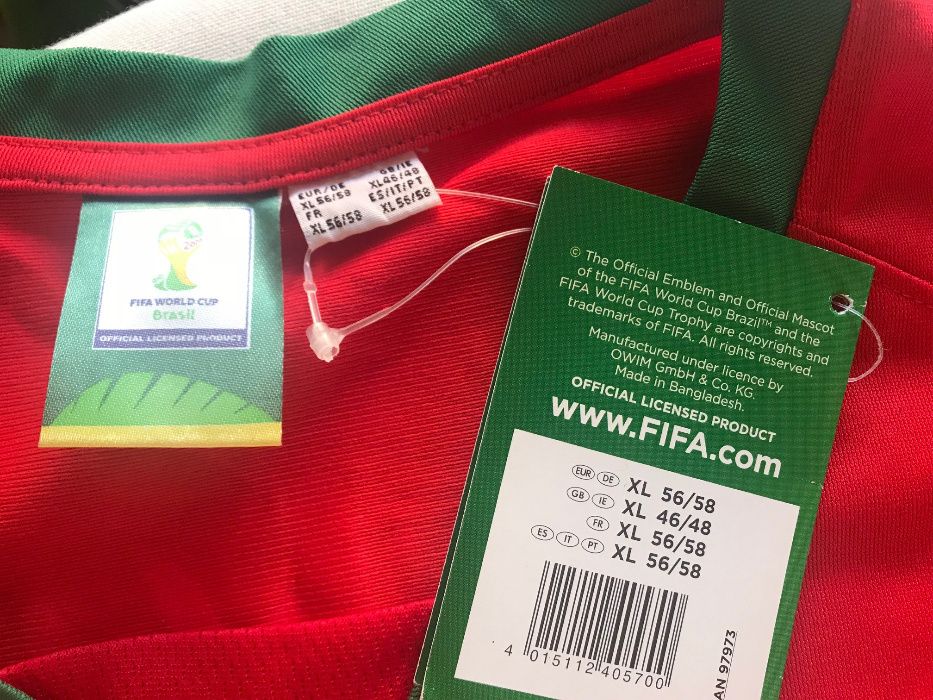 EUR/DE
XL 56/58
FR
XL 56/58
GB/IE
XL 46/48
ES/IT/PT
XL 56/58
FIFA WORLD CUP
Brasil
OFFICIAL LICENSED PRODUCT
© The Official Emblem and Official Mascot
of the FIFA World Cup Brazil™ and the
FIFA World Cup Trophy are copyrights and
trademarks of FIFA. All rights reserved.
Manufactured under licence by
OWIM GmbH & Co. KG.
Made in Bangladesh.
OFFICIAL LICENSED PRODUCT
www.FIFA.com
EUR DE XL 56/58
GB IE XL 46/48
FR XL 56/58
ES IT PT XL 56/58
4 015112 405700
AN 97973